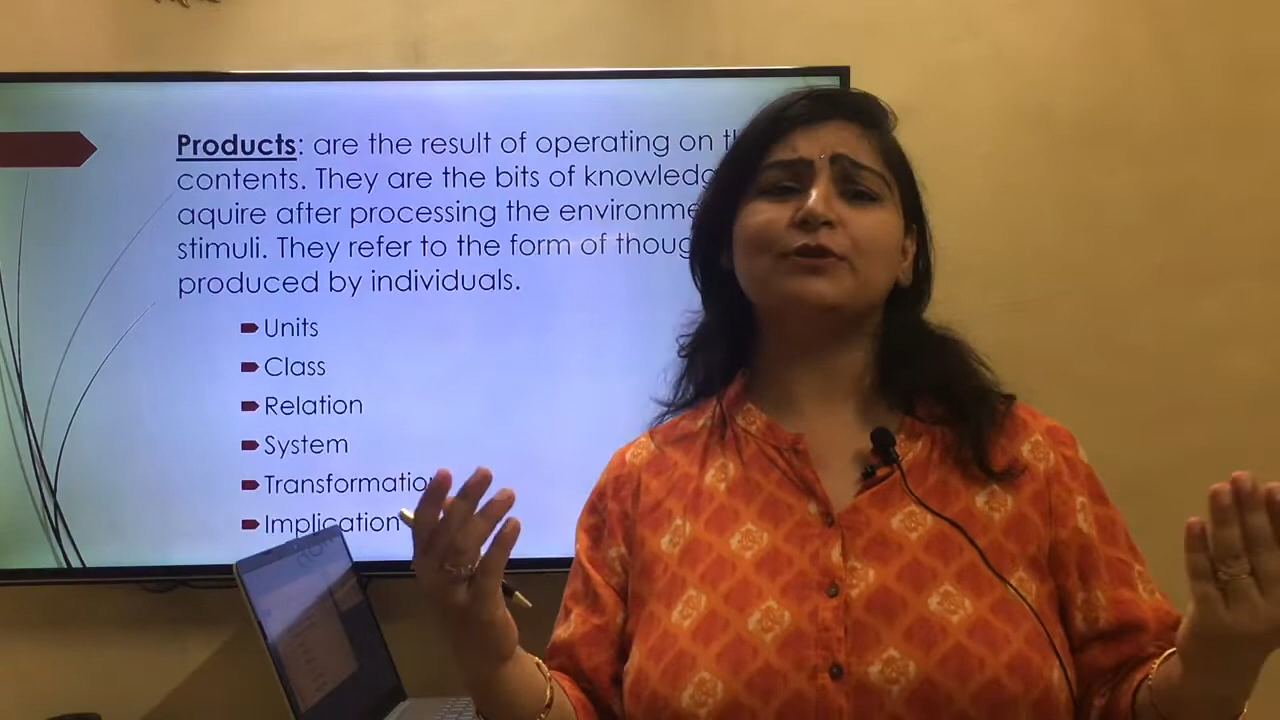 Products: are the result of operating on
contents. They are the bits of
aquire after processing the
stimuli. They refer to the form of
produced by individuals.
Units
Class
Relation
System
Implication